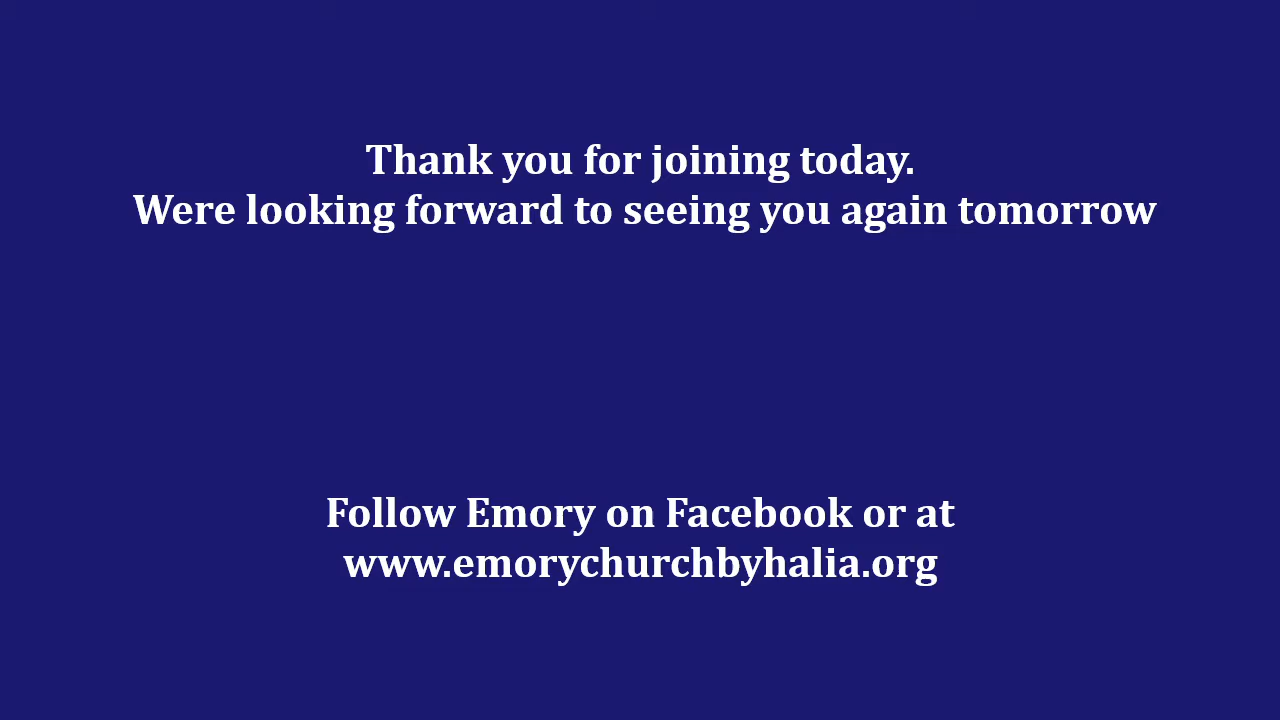 Thank you for joining today.
Were looking forward to seeing you again tomorrow
Follow Emory on Facebook or at
www.emorychurchbyhalia.org